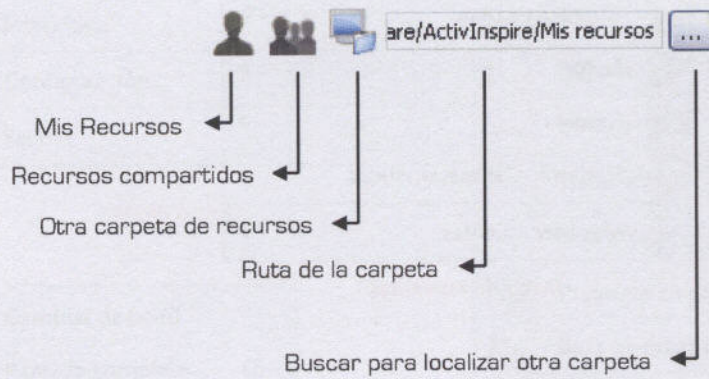 are/ActivInspire/Mis recursos ...
Mis Recursos
Recursos compartidos
Otra carpeta de recursos
Ruta de la carpeta
Buscar para localizar otra carpeta